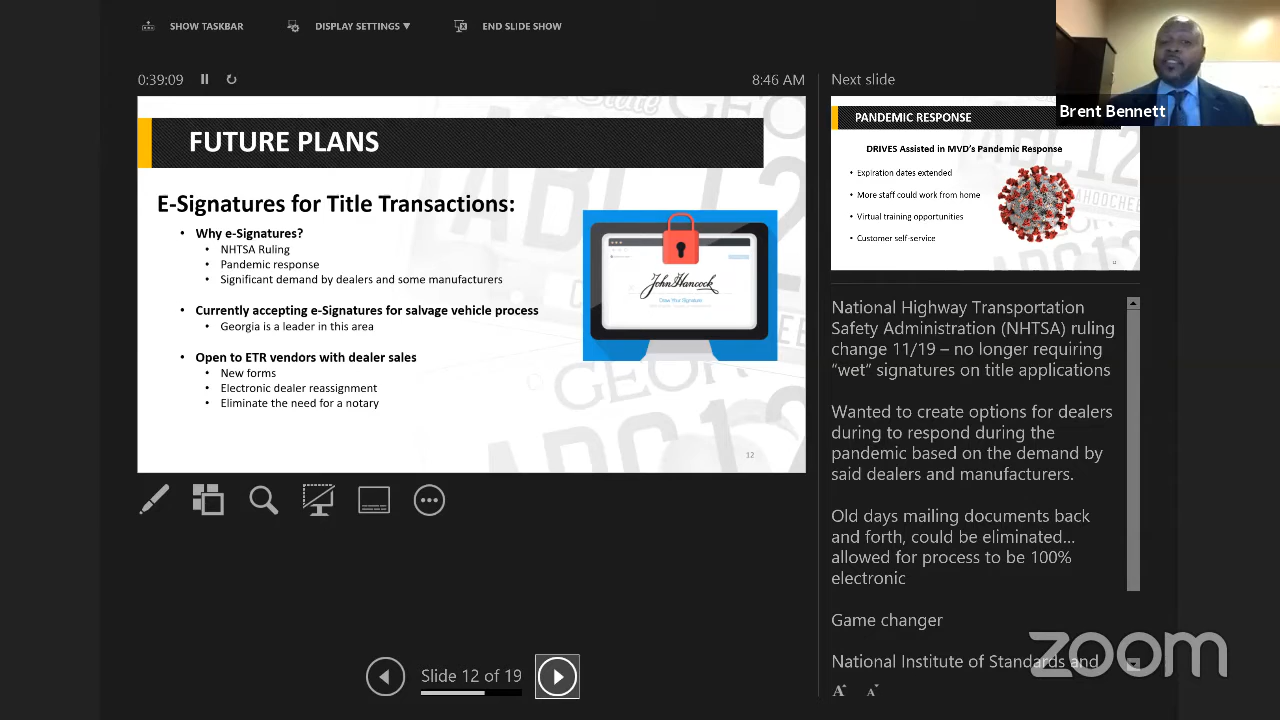 SHOW TASKBAR
DISPLAY SETTINGS ▼
END SLIDE SHOW
0:39:09
8:46 AM
FUTURE PLANS
E-Signatures for Title Transactions:
• Why e-Signatures?
• NHTSA Ruling
• Pandemic response
• Significant demand by dealers and some manufacturers
• Currently accepting e-Signatures for salvage vehicle process
• Georgia is a leader in this area
• Open to ETR vendors with dealer sales
• New forms
• Electronic dealer reassignment
• Eliminate the need for a notary
John Hancock
Draw Your Signature
12
Slide 12 of 19
Next slide
Brent Bennett
PANDEMIC RESPONSE
DRIVES Assisted in MVD's Pandemic Response
• Expiration dates extended
• More staff could work from home
• Virtual training opportunities
• Customer self-service
National Highway Transportation
Safety Administration (NHTSA) ruling
change 11/19 – no longer requiring
“wet” signatures on title applications
Wanted to create options for dealers
during to respond during the
pandemic based on the demand by
said dealers and manufacturers.
Old days mailing documents back
and forth, could be eliminated…
allowed for process to be 100%
electronic
Game changer
National Institute of Standards and
A A
zoom